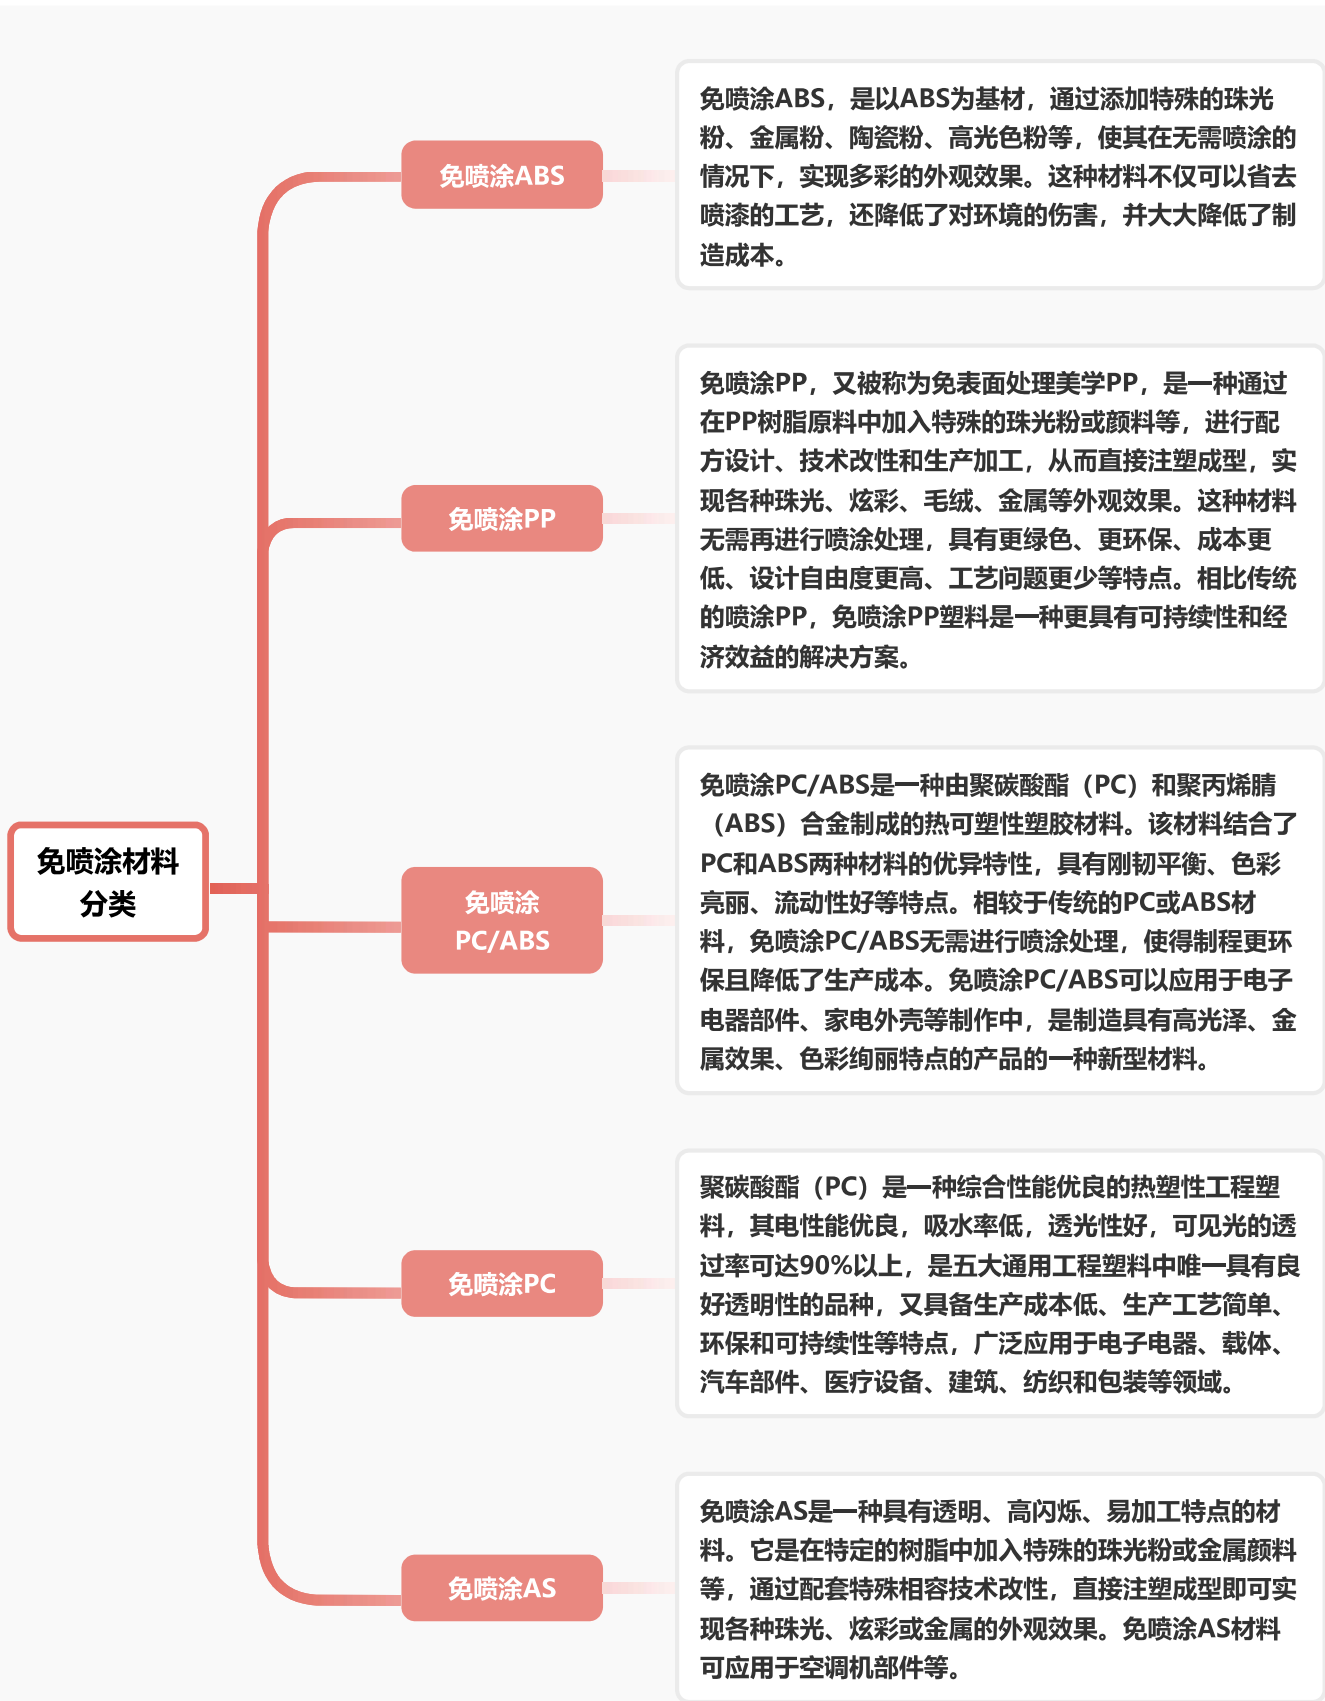 免喷涂材料
分类
免喷涂ABS
免喷涂ABS，是以ABS为基材，通过添加特殊的珠光
粉、金属粉、陶瓷粉、高光色粉等，使其在无需喷涂的
情况下，实现多彩的外观效果。这种材料不仅可以省去
喷漆的工艺，还降低了对环境的伤害，并大大降低了制
造成本。
免喷涂PP
免喷涂PP，又被称为免表面处理美学PP，是一种通过
在PP树脂原料中加入特殊的珠光粉或颜料等，进行配
方设计、技术改性和生产加工，从而直接注塑成型，实
现各种珠光、炫彩、毛绒、金属等外观效果。这种材料
无需再进行喷涂处理，具有更绿色、更环保、成本更
低、设计自由度更高、工艺问题更少等特点。相比传统
的喷涂PP，免喷涂PP塑料是一种更具有可持续性和经
济效益的解决方案。
免喷涂
PC/ABS
免喷涂PC/ABS是一种由聚碳酸酯（PC）和聚丙烯腈
（ABS）合金制成的热可塑性塑胶材料。该材料结合了
PC和ABS两种材料的优异特性，具有刚韧平衡、色彩
亮丽、流动性好等特点。相较于传统的PC或ABS材
料，免喷涂PC/ABS无需进行喷涂处理，使得制程更环
保且降低了生产成本。免喷涂PC/ABS可以应用于电子
电器部件、家电外壳等制作中，是制造具有高光泽、金
属效果、色彩绚丽特点的产品的一种新型材料。
免喷涂PC
聚碳酸酯（PC）是一种综合性能优良的热塑性工程塑
料，其电性能优良，吸水率低，透光性好，可见光的透
过率可达90%以上，是五大通用工程塑料中唯一具有良
好透明性的品种，又具备生产成本低、生产工艺简单、
环保和可持续性等特点，广泛应用于电子电器、载体、
汽车部件、医疗设备、建筑、纺织和包装等领域。
免喷涂AS
免喷涂AS是一种具有透明、高闪烁、易加工特点的材
料。它是在特定的树脂中加入特殊的珠光粉或金属颜料
等，通过配套特殊相容技术改性，直接注塑成型即可实
现各种珠光、炫彩或金属的外观效果。免喷涂AS材料
可应用于空调机部件等。